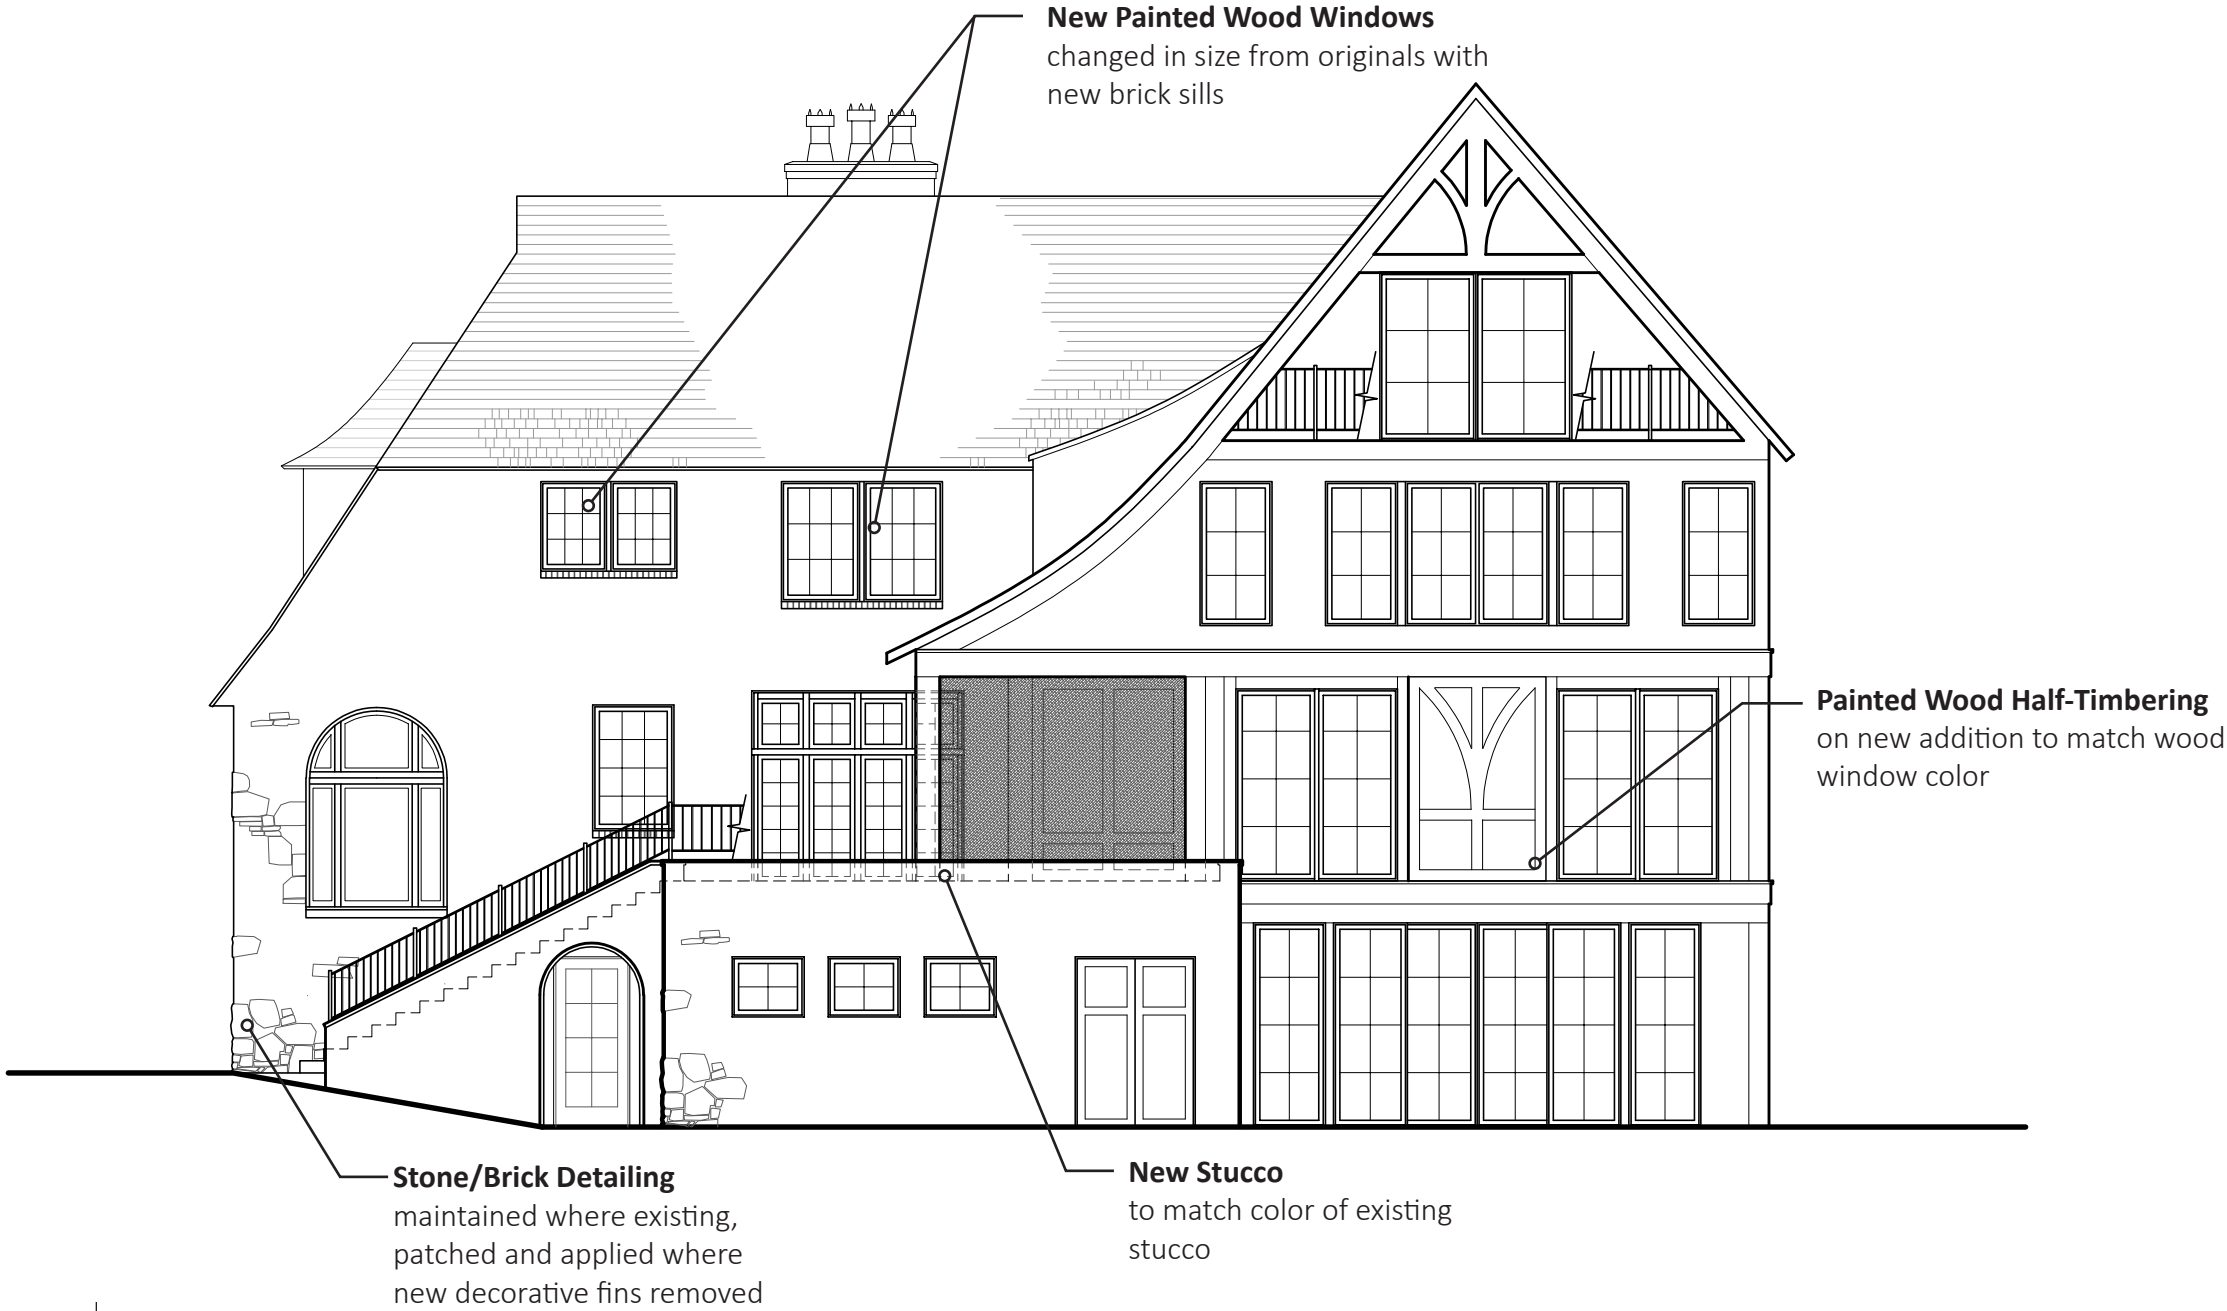 New Painted Wood Windows
changed in size from originals with
new brick sills
Painted Wood Half-Timbering
on new addition to match wood
window color
Stone/Brick Detailing
maintained where existing,
patched and applied where
new decorative fins removed
New Stucco
to match color of existing
stucco